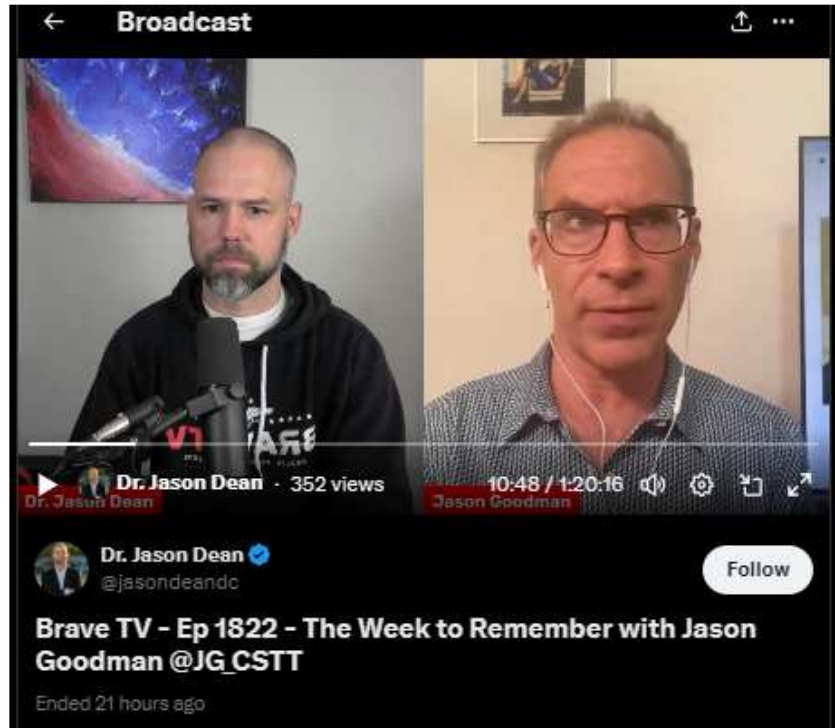 Broadcast
Dr. Jason Dean · 352 views
10:48 / 1:20:16
Dr. Jason Dean
Jason Goodman
Dr. Jason Dean
@jasondeandc
Follow
Brave TV - Ep 1822 - The Week to Remember with Jason
Goodman @JG_CSTT
Ended 21 hours ago